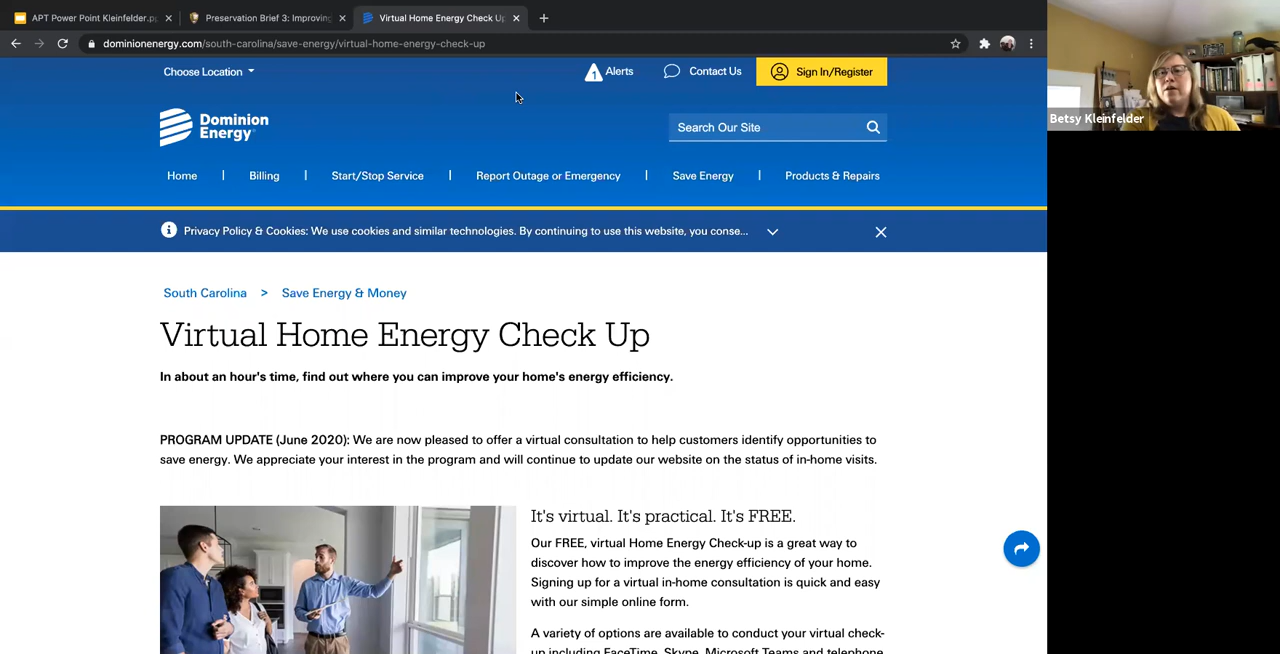 APT Power Point Kleinfelder.p
Preservation Brief 3: Improving
Virtual Home Energy Check Up
dominionenergy.com/south-carolina/save-energy/virtual-home-energy-check-up
Choose Location
1 Alerts
Contact Us
Sign In/Register
Dominion
Energy®
Search Our Site
Home | Billing | Start/Stop Service | Report Outage or Emergency | Save Energy | Products & Repairs
Privacy Policy & Cookies: We use cookies and similar technologies. By continuing to use this website, you conse...
South Carolina > Save Energy & Money
Virtual Home Energy Check Up
In about an hour's time, find out where you can improve your home's energy efficiency.
PROGRAM UPDATE (June 2020): We are now pleased to offer a virtual consultation to help customers identify opportunities to
save energy. We appreciate your interest in the program and will continue to update our website on the status of in-home visits.
It's virtual. It's practical. It's FREE.
Our FREE, virtual Home Energy Check-up is a great way to
discover how to improve the energy efficiency of your home.
Signing up for a virtual in-home consultation is quick and easy
with our simple online form.
A variety of options are available to conduct your virtual check-
up including FaceTime, Skype, Microsoft Teams and telephone
Betsy Kleinfelder